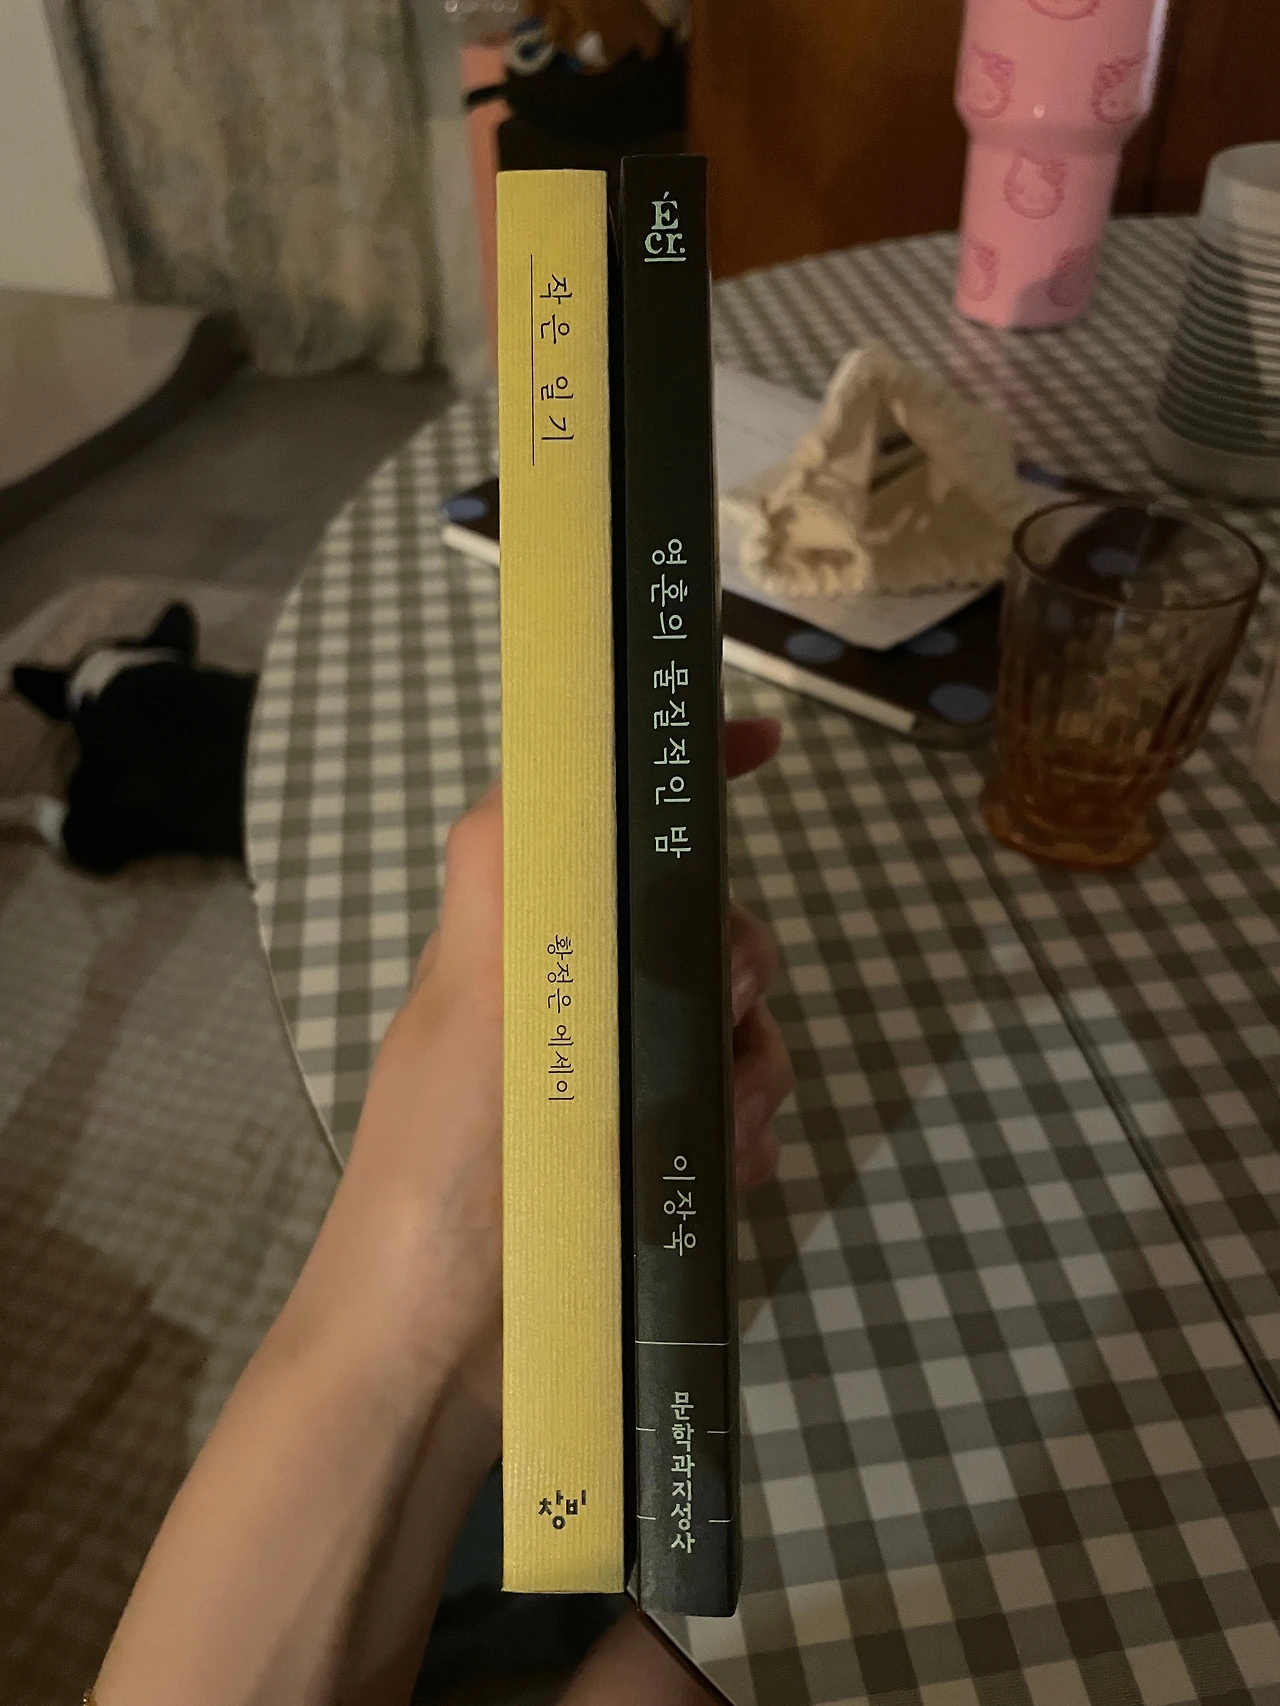 작은 일기
황정은 에세이
창비
Écri
영혼의 물질적인 밤
이장욱
문학과지성사